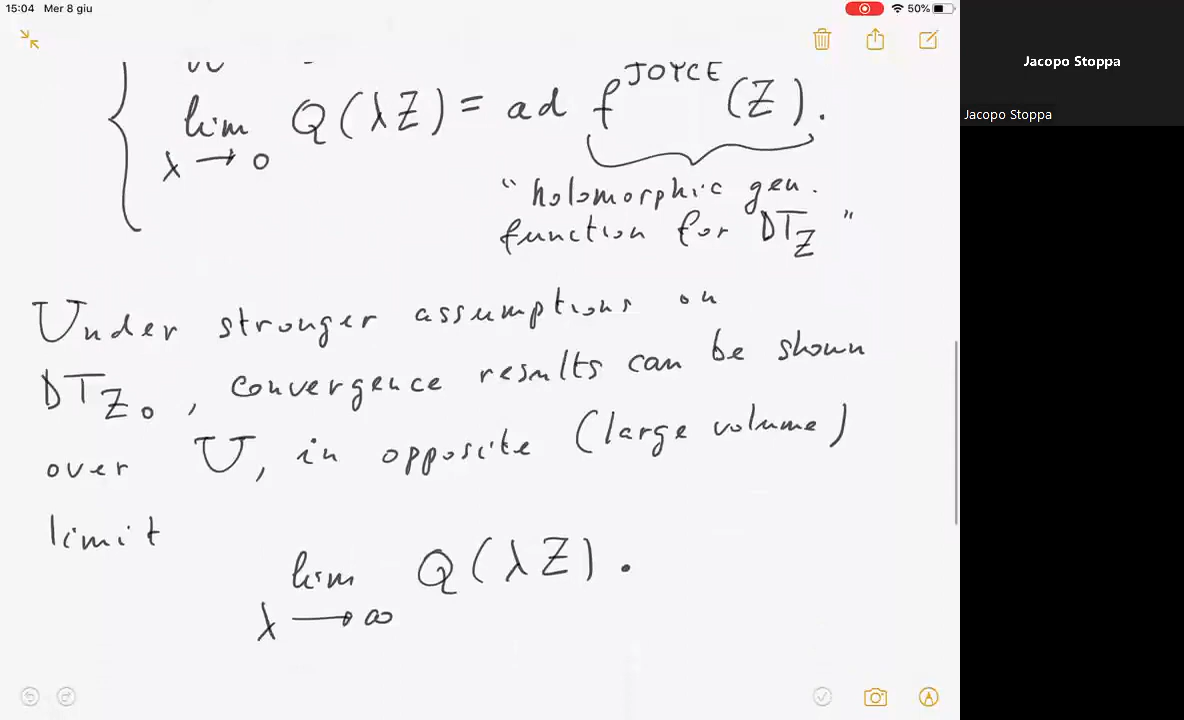 15:04 Mer 8 giu 50%
Jacopo Stoppa
Jacopo Stoppa
lim Q(λZ) = ad f^JOYCE (Z).
λ → 0
"holomorphic gen.
function for DT_Z"
Under stronger assumptions on
DT_Z₀, convergence results can be shown
over U, in opposite (large volume)
limit
lim Q(λZ).
λ → ∞